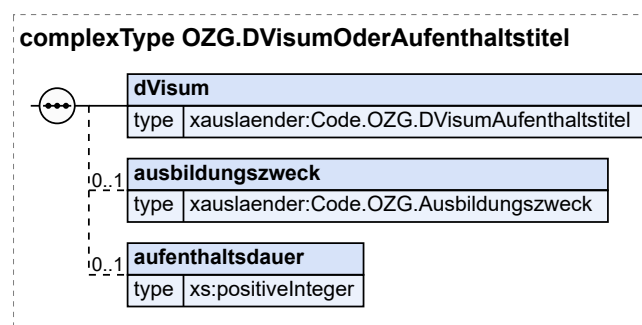 complexType OZG.DVisumOderAufenthaltstitel
dVisum
type xauslaender:Code.OZG.DVisumAufenthaltstitel
0..1 ausbildungszweck
type xauslaender:Code.OZG.Ausbildungszweck
0..1 aufenthaltsdauer
type xs:positiveInteger